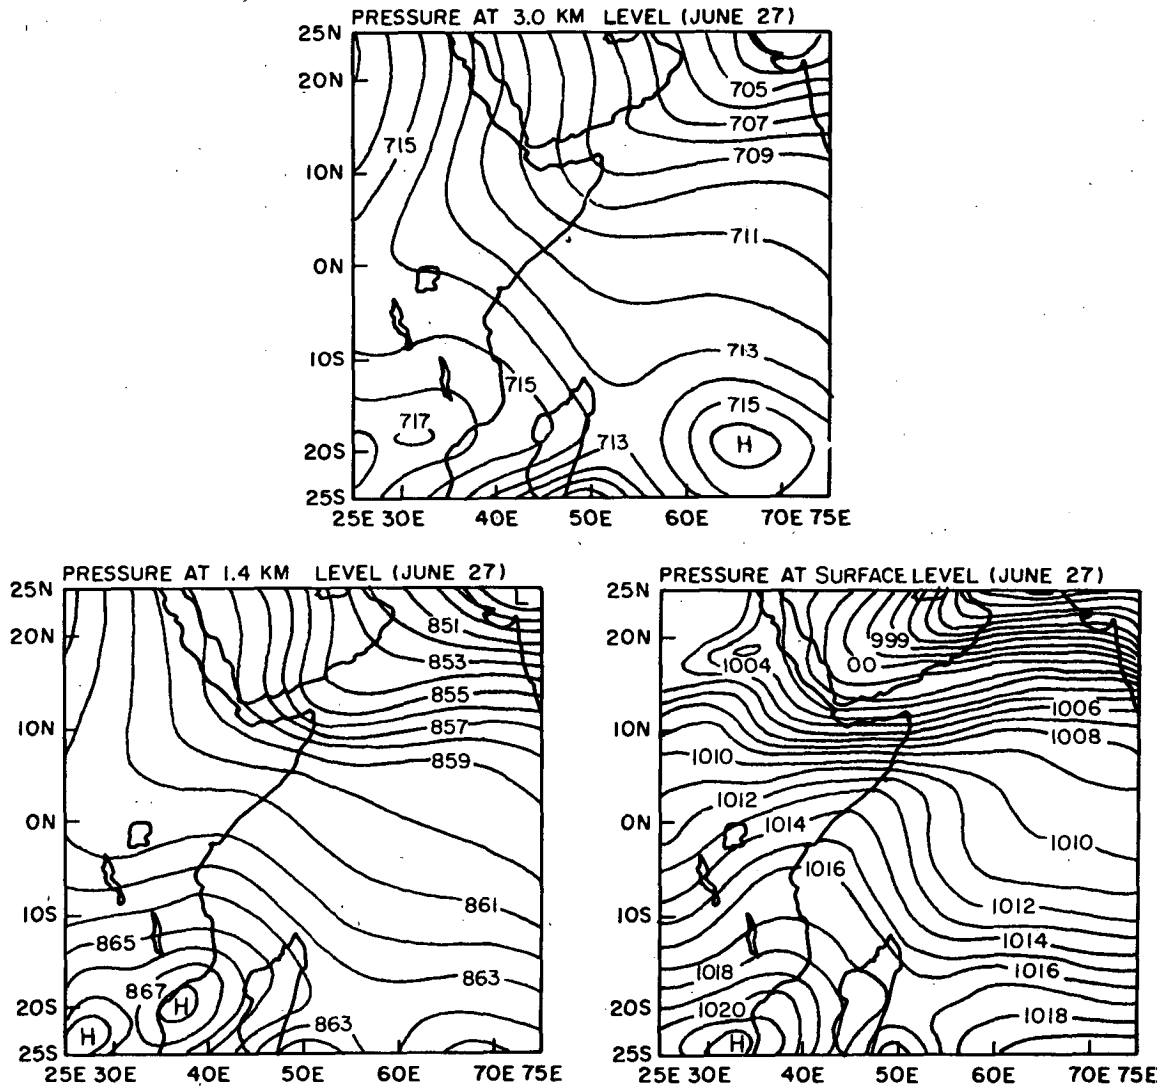 PRESSURE AT 3.0 KM LEVEL (JUNE 27)
25N
20N
10N
0N
10S
20S
25S
705
707
715
709
711
713
715
715
717
713
H
25E 30E 40E 50E 60E 70E 75E
PRESSURE AT 1.4 KM LEVEL (JUNE 27)
25N
20N
10N
0N
10S
20S
25S
851
853
855
857
859
861
865
863
867
H
H
863
25E 30E 40E 50E 60E 70E 75E
PRESSURE AT SURFACE LEVEL (JUNE 27)
25N
20N
10N
0N
10S
20S
25S
999
1004
00
1006
1008
1010
1012
1014
1010
1016
1012
1014
1018
1016
1020
1018
H
25E 30E 40E 50E 60E 70E 75E